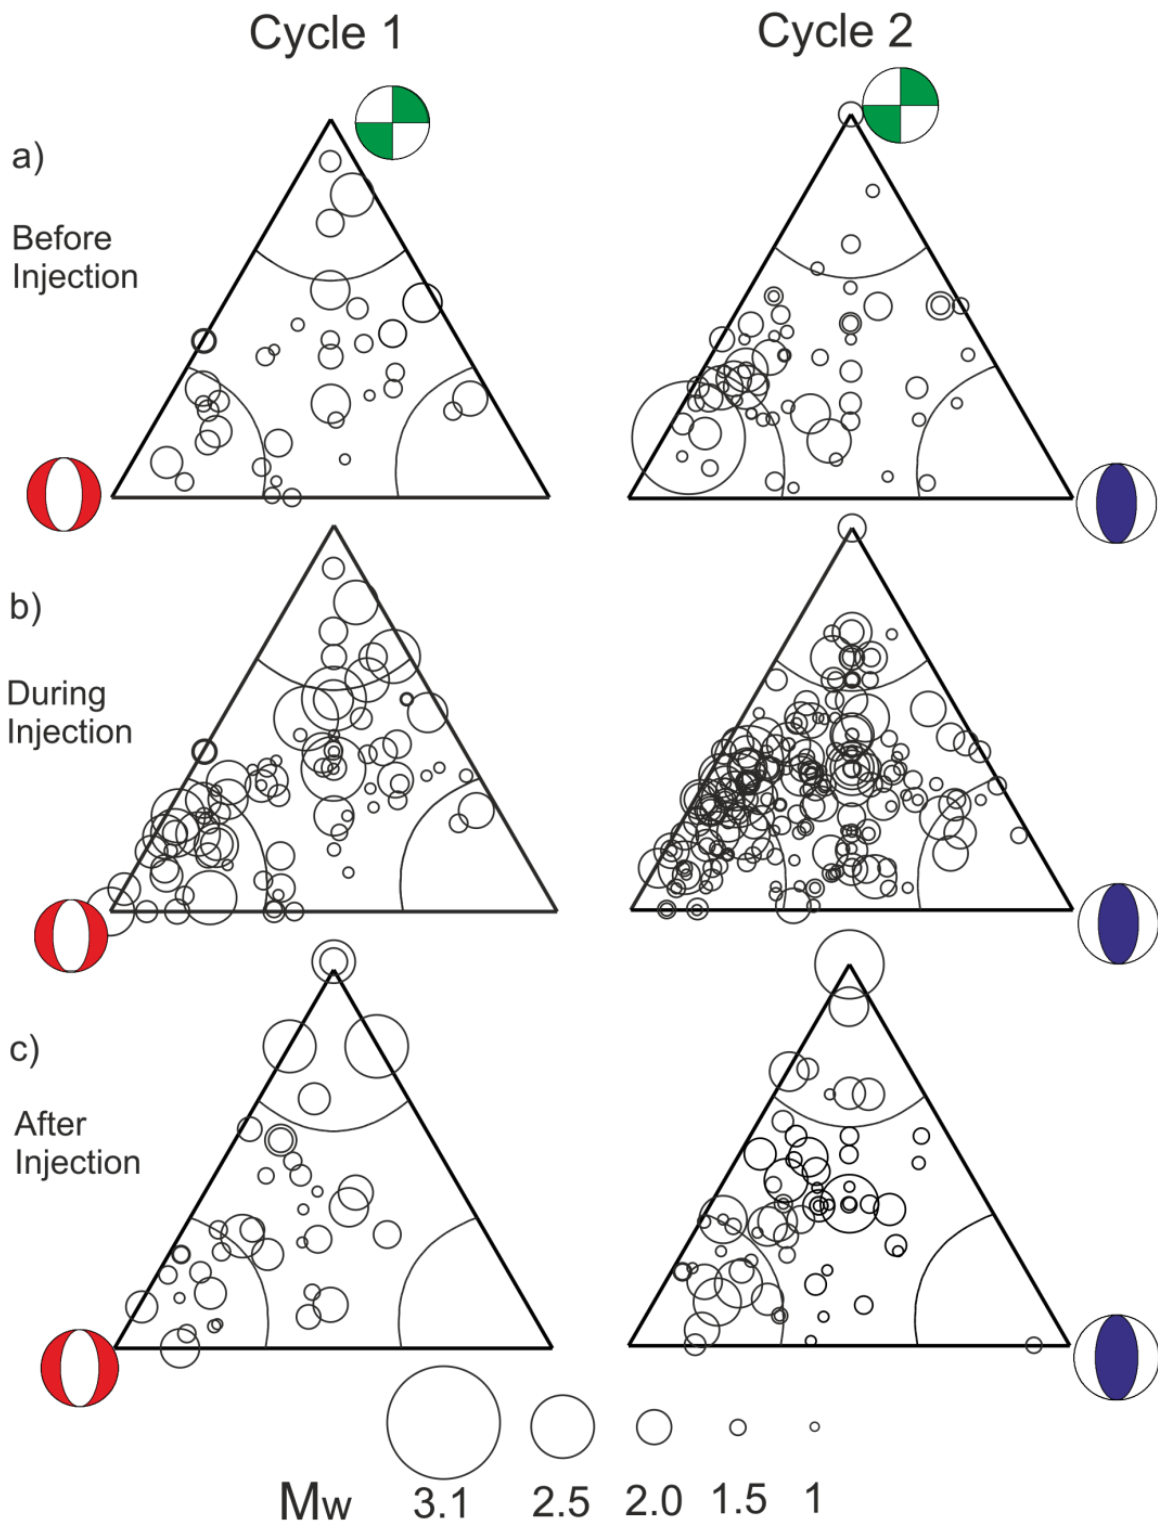 Cycle 1
Cycle 2
a)
Before
Injection
b)
During
Injection
c)
After
Injection
Mw 3.1 2.5 2.0 1.5 1